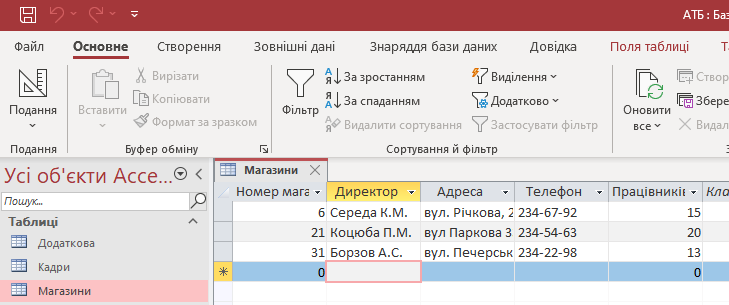 АТБ : Баз
Файл Основне Створення Зовнішні дані Знаряддя бази даних Довідка Поля таблиці
Подання
Вставити
Вирізати
Копіювати
Формат за зразком
Фільтр
За зростанням
За спаданням
Видалити сортування
Виділення
Додатково
Застосувати фільтр
Оновити все
Створ
Збере
Видал
Подання Буфер обміну Сортування й фільтр За
Усі об'єкти Acce...
Пошук...
Таблиці
Додаткова
Кадри
Магазини
Магазини
Номер мага Директор Адреса Телефон Працівників Кла
6 Середа К.М. вул. Річкова, 2 234-67-92 15
21 Коцюба П.М. вул Паркова 3 234-54-63 20
31 Борзов А.С. вул. Печерськ 234-22-98 13
0 0